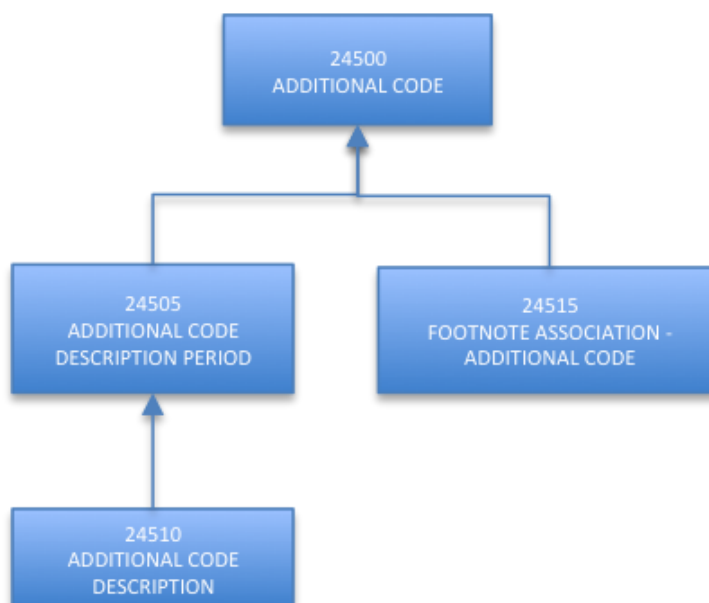 24500
ADDITIONAL CODE
24505
ADDITIONAL CODE
DESCRIPTION PERIOD
24515
FOOTNOTE ASSOCIATION -
ADDITIONAL CODE
24510
ADDITIONAL CODE
DESCRIPTION